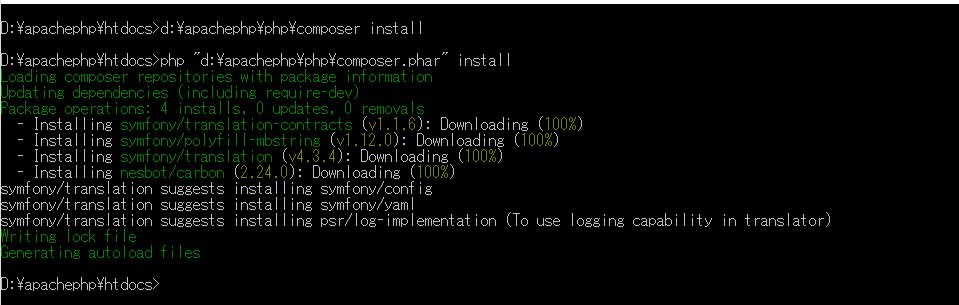 D:¥apachephp¥htdocs>d:¥apachephp¥php¥composer install
D:¥apachephp¥htdocs>php "d:¥apachephp¥php¥composer.phar" install
Loading composer repositories with package information
Updating dependencies (including require-dev)
Package operations: 4 installs, 0 updates, 0 removals
- Installing symfony/translation-contracts (v1.1.6): Downloading (100%)
- Installing symfony/polyfill-mbstring (v1.12.0): Downloading (100%)
- Installing symfony/translation (v4.3.4): Downloading (100%)
- Installing nesbot/carbon (2.24.0): Downloading (100%)
symfony/translation suggests installing symfony/config
symfony/translation suggests installing symfony/yaml
symfony/translation suggests installing psr/log-implementation (To use logging capability in translator)
Writing lock file
Generating autoload files
D:¥apachephp¥htdocs>